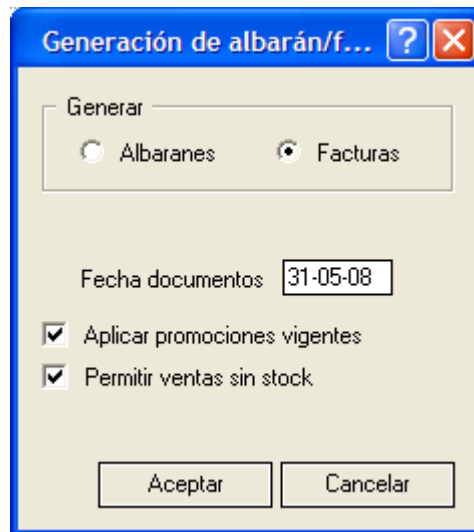 Generación de albarán/f...
Generar
Albaranes Facturas
Fecha documentos 31-05-08
Aplicar promociones vigentes
Permitir ventas sin stock
Aceptar Cancelar